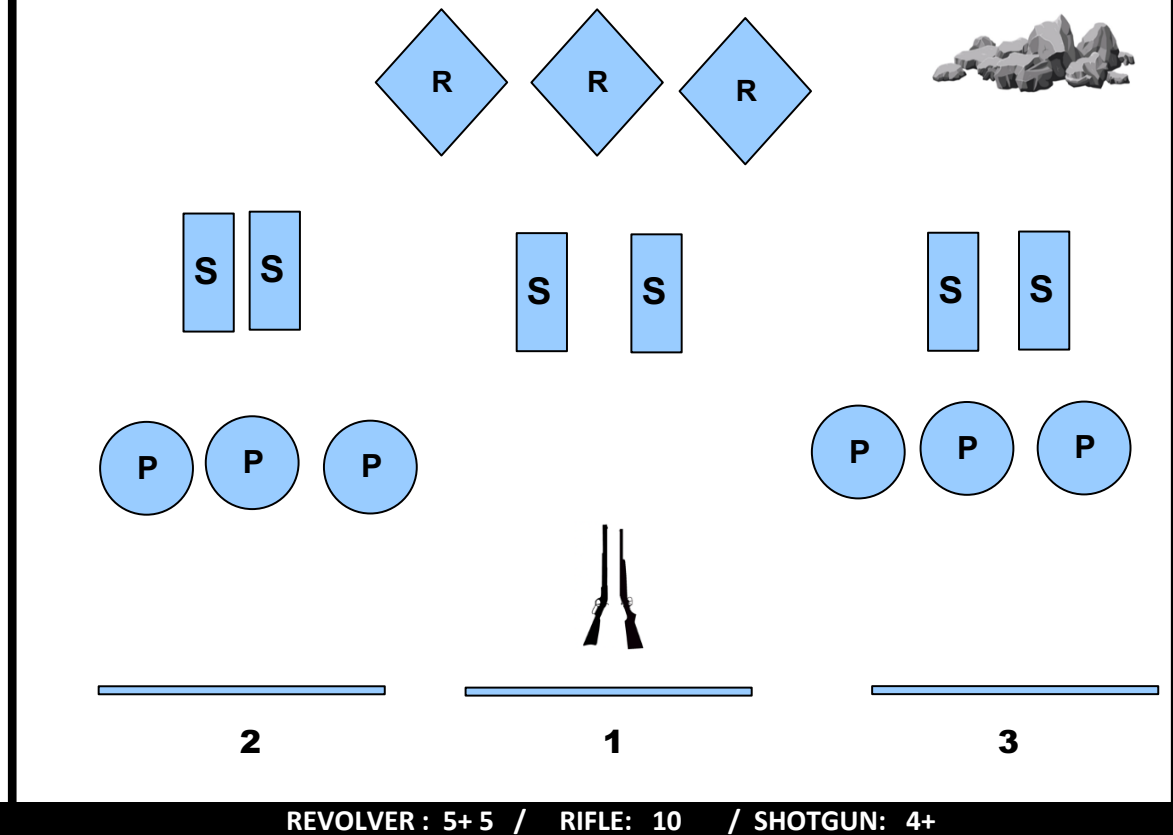 R R R
S S S S S S
P P P P P P
2 1 3
REVOLVER : 5+ 5 / RIFLE: 10 / SHOTGUN: 4+